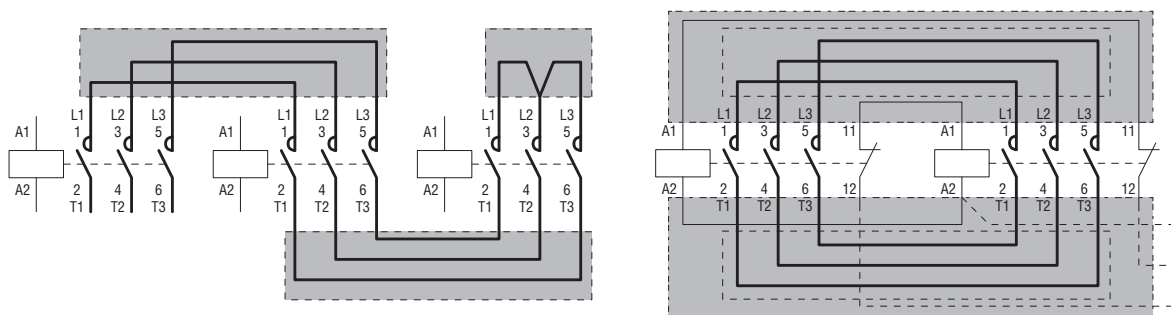 L1 L2 L3 L1 L2 L3 L1 L2 L3
A1 1 3 5 A1 1 3 5 A1 1 3 5
A2 2 4 6 A2 2 4 6 A2 2 4 6
T1 T2 T3 T1 T2 T3 T1 T2 T3
L1 L2 L3 L1 L2 L3
A1 1 3 5 11 A1 1 3 5 11
A2 2 4 6 12 A2 2 4 6 12
T1 T2 T3 T1 T2 T3